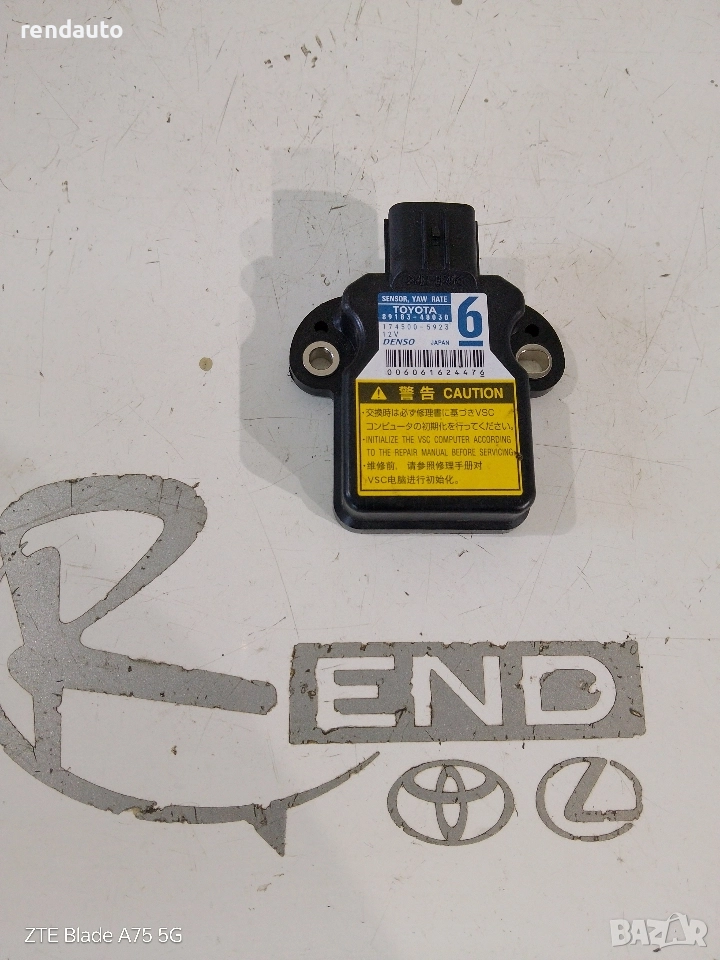 rendauto
SENSOR, YAW RATE
TOYOTA
89183-48030
174500-5923
12V
DENSO JAPAN
6
006061624476
警告 CAUTION
・交換時は必ず修理書に基づきVSC
コンピュータの初期化を行ってください。
・INITIALIZE THE VSC COMPUTER ACCORDING
TO THE REPAIR MANUAL BEFORE SERVICING.
・维修前，请参照修理手册对
VSC电脑进行初始化。
REND
ZTE Blade A75 5G
BAZAR